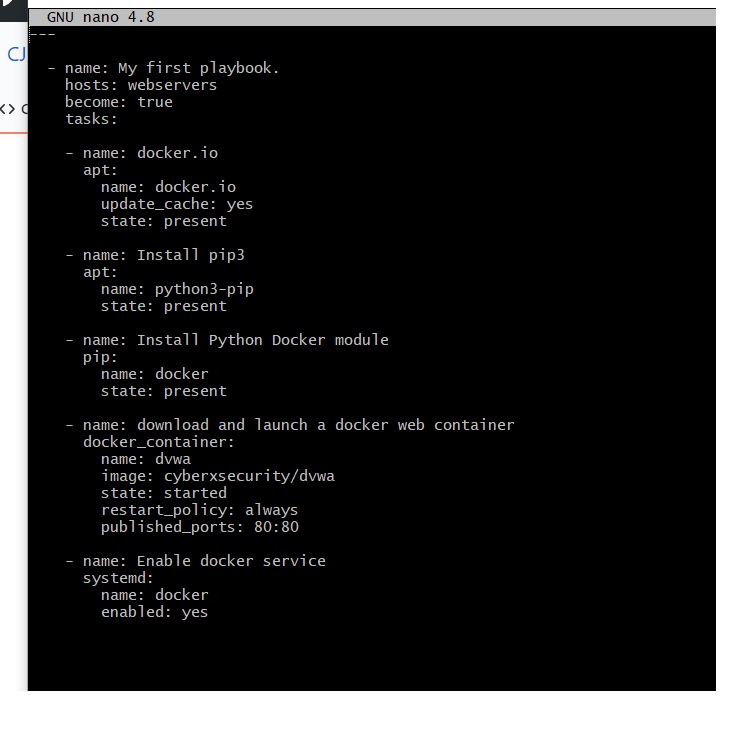 GNU nano 4.8
---
CJ
- name: My first playbook.
hosts: webservers
become: true
tasks:
- name: docker.io
apt:
name: docker.io
update_cache: yes
state: present
- name: Install pip3
apt:
name: python3-pip
state: present
- name: Install Python Docker module
pip:
name: docker
state: present
- name: download and launch a docker web container
docker_container:
name: dvwa
image: cyberxsecurity/dvwa
state: started
restart_policy: always
published_ports: 80:80
- name: Enable docker service
systemd:
name: docker
enabled: yes